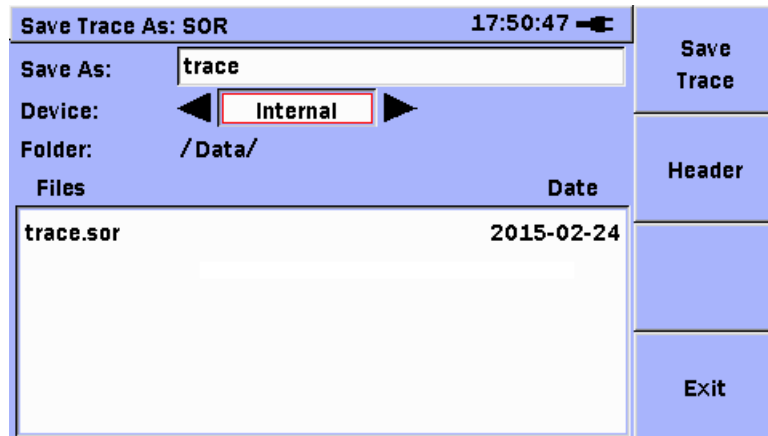 Save Trace As: SOR 17:50:47
Save As: trace
Device: Internal
Folder: /Data/
Files Date
trace.sor 2015-02-24
Save
Trace
Header
Exit